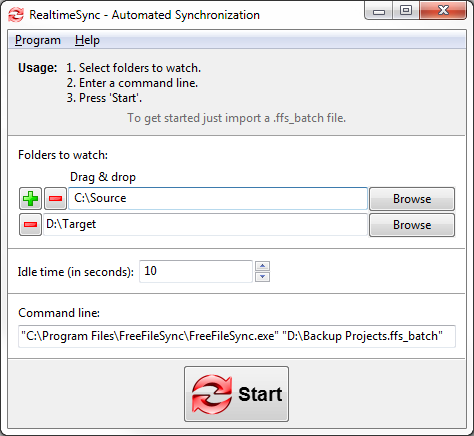 RealtimeSync - Automated Synchronization
Program Help
Usage: 1. Select folders to watch.
2. Enter a command line.
3. Press 'Start'.
To get started just import a .ffs_batch file.
Folders to watch:
Drag & drop
C:\Source Browse
D:\Target Browse
Idle time (in seconds): 10
Command line:
"C:\Program Files\FreeFileSync\FreeFileSync.exe" "D:\Backup Projects.ffs_batch"
Start